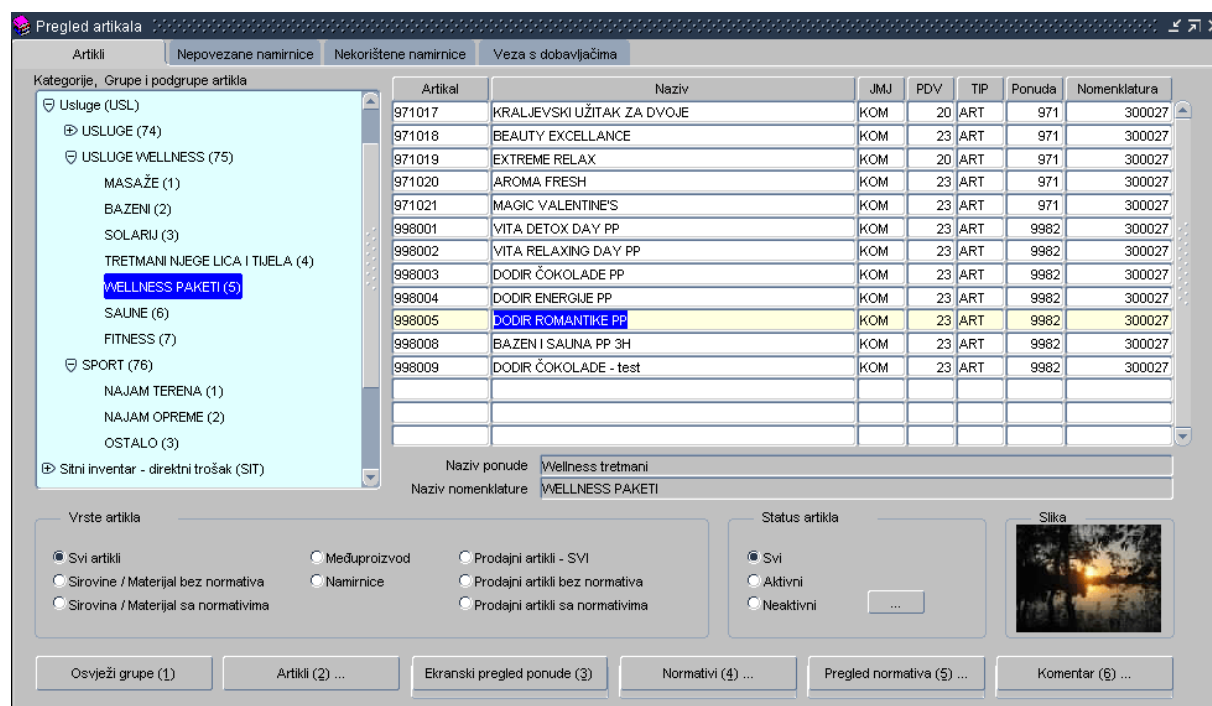 Pregled artikala
Artikli Nepovezane namirnice Nekorištene namirnice Veza s dobavljačima
Kategorije, Grupe i podgrupe artikla
Usluge (USL)
USLUGE (74)
USLUGE WELLNESS (75)
MASAŽE (1)
BAZENI (2)
SOLARIJ (3)
TRETMANI NJEGE LICA I TIJELA (4)
WELLNESS PAKETI (5)
SAUNE (6)
FITNESS (7)
SPORT (76)
NAJAM TERENA (1)
NAJAM OPREME (2)
OSTALO (3)
Sitni inventar - direktni trošak (SIT)
Artikal Naziv JMJ PDV TIP Ponuda Nomenklatura
971017 KRALJEVSKI UŽITAK ZA DVOJE KOM 20 ART 971 300027
971018 BEAUTY EXCELLANCE KOM 23 ART 971 300027
971019 EXTREME RELAX KOM 20 ART 971 300027
971020 AROMA FRESH KOM 23 ART 971 300027
971021 MAGIC VALENTINE'S KOM 23 ART 971 300027
998001 VITA DETOX DAY PP KOM 23 ART 9982 300027
998002 VITA RELAXING DAY PP KOM 23 ART 9982 300027
998003 DODIR ČOKOLADE PP KOM 23 ART 9982 300027
998004 DODIR ENERGIJE PP KOM 23 ART 9982 300027
998005 DODIR ROMANTIKE PP KOM 23 ART 9982 300027
998008 BAZEN I SAUNA PP 3H KOM 23 ART 9982 300027
998009 DODIR ČOKOLADE - test KOM 23 ART 9982 300027
Naziv ponude Wellness tretmani
Naziv nomenklature WELLNESS PAKETI
Vrste artikla
Svi artikli Međuproizvod Prodajni artikli - SVI
Sirovine / Materijal bez normativa Namirnice Prodajni artikli bez normativa
Sirovina / Materijal sa normativima Prodajni artikli sa normativima
Status artikla
Svi
Aktivni
Neaktivni ...
Slika
Osvježi grupe (1) Artikli (2) ... Ekranski pregled ponude (3) Normativi (4) ... Pregled normativa (5) ... Komentar (6) ...